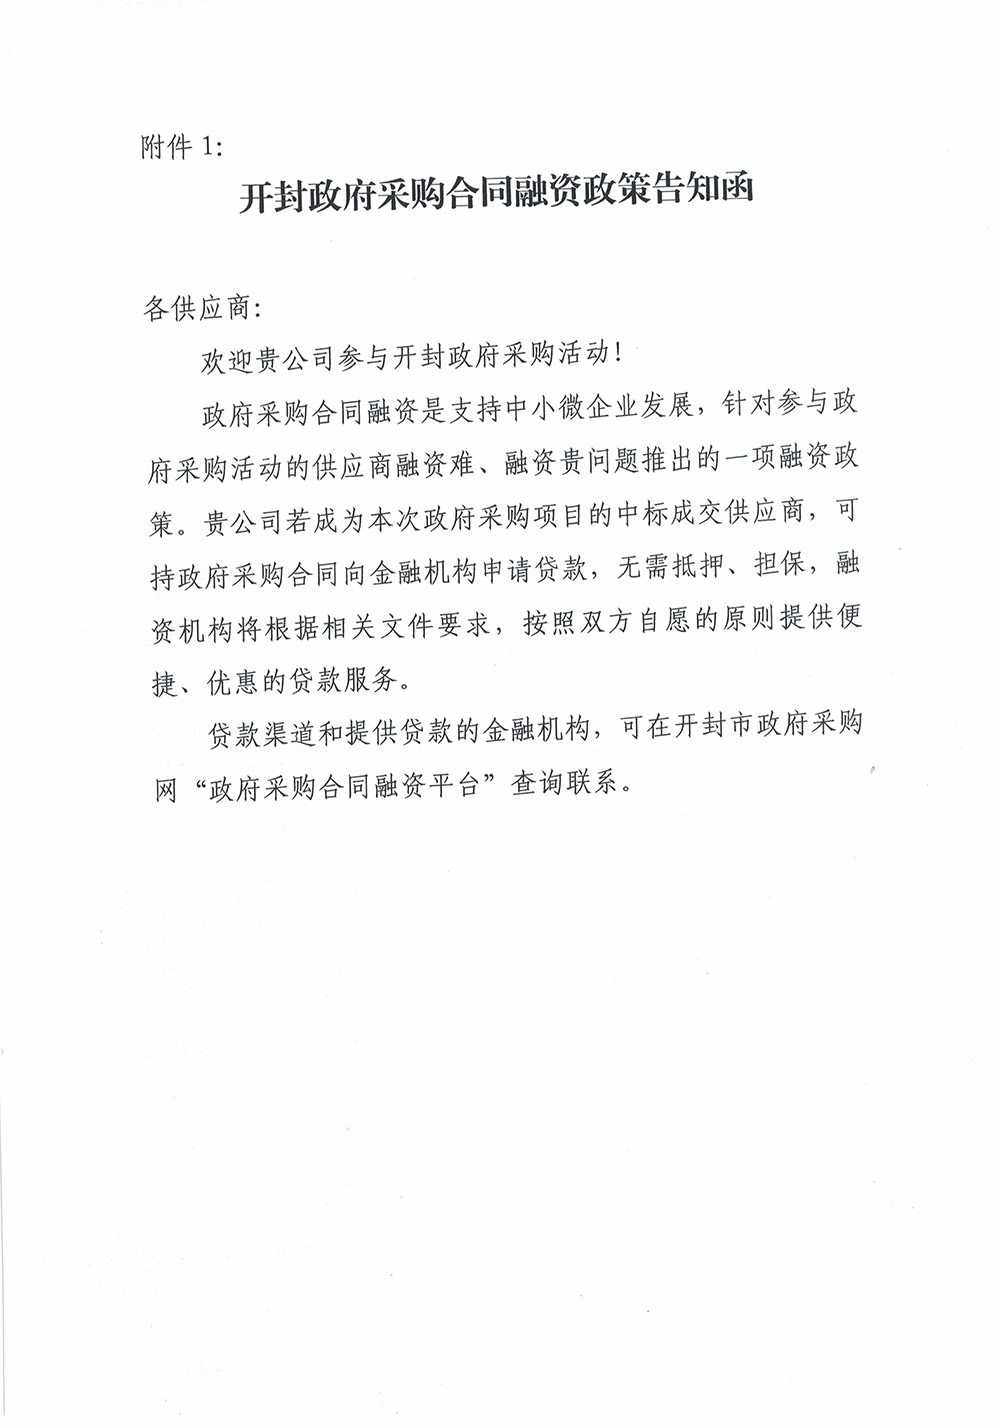 附件 1：
开封政府采购合同融资政策告知函
各供应商：
欢迎贵公司参与开封政府采购活动！
政府采购合同融资是支持中小微企业发展，针对参与政
府采购活动的供应商融资难、融资贵问题推出的一项融资政
策。贵公司若成为本次政府采购项目的中标成交供应商，可
持政府采购合同向金融机构申请贷款，无需抵押、担保，融
资机构将根据相关文件要求，按照双方自愿的原则提供便
捷、优惠的贷款服务。
贷款渠道和提供贷款的金融机构，可在开封市政府采购
网“政府采购合同融资平台”查询联系。